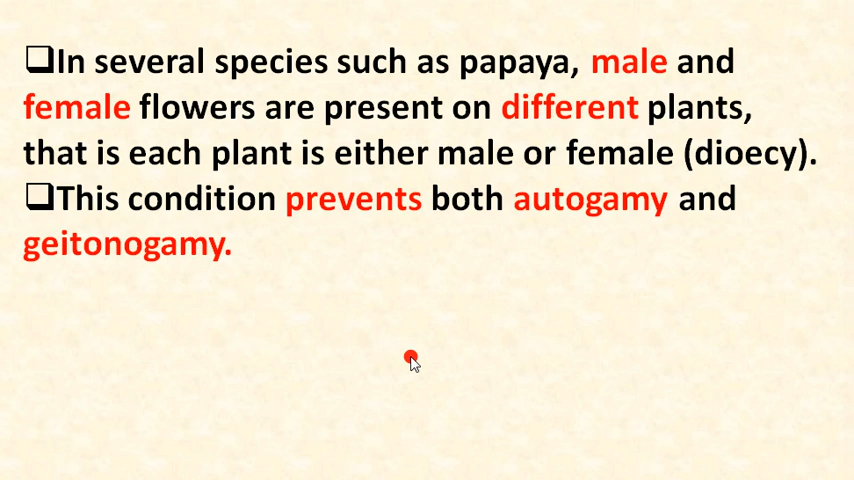 ❑In several species such as papaya, male and
female flowers are present on different plants,
that is each plant is either male or female (dioecy).
❑This condition prevents both autogamy and
geitonogamy.